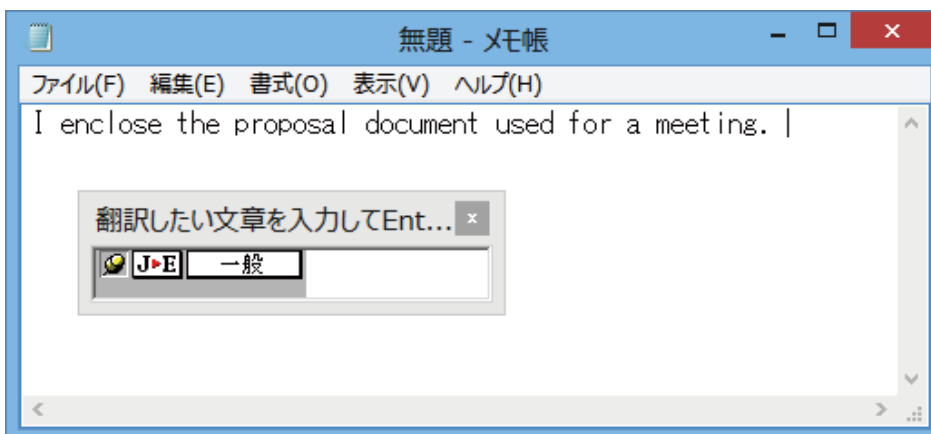 無題 - メモ帳
ファイル(F) 編集(E) 書式(O) 表示(V) ヘルプ(H)
I enclose the proposal document used for a meeting.
翻訳したい文章を入力してEnt...
J▶E 一般